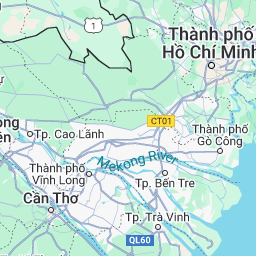 1
Thành phố
Hồ Chí Minh
CT01
Tp. Cao Lãnh
Thành phố
Gò Công
Mekong River
Thành phố
Vĩnh Long
Tp. Bến Tre
Cần Thơ
Tp. Trà Vinh
QL60